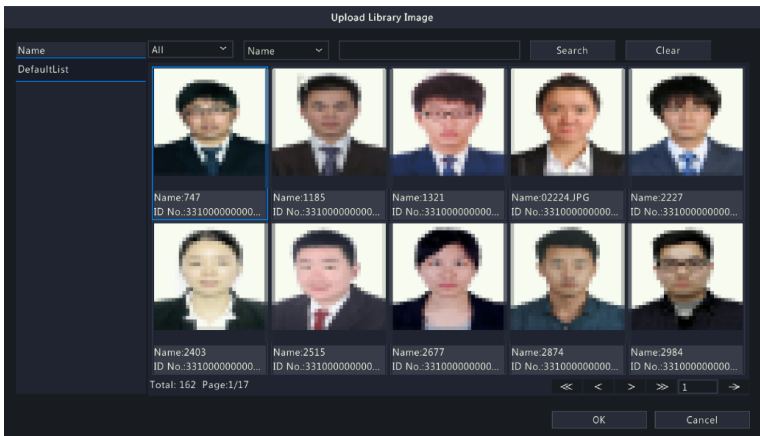 Upload Library Image
Name
All Name Search Clear
DefaultList
Name:747 Name:1185 Name:1321 Name:02224.JPG Name:2227
ID No.:331000000000... ID No.:331000000000... ID No.:331000000000... ID No.:331000000000... ID No.:331000000000...
Name:2403 Name:2515 Name:2677 Name:2874 Name:2984
ID No.:331000000000... ID No.:331000000000... ID No.:331000000000... ID No.:331000000000... ID No.:331000000000...
Total: 162 Page:1/17 1
OK Cancel